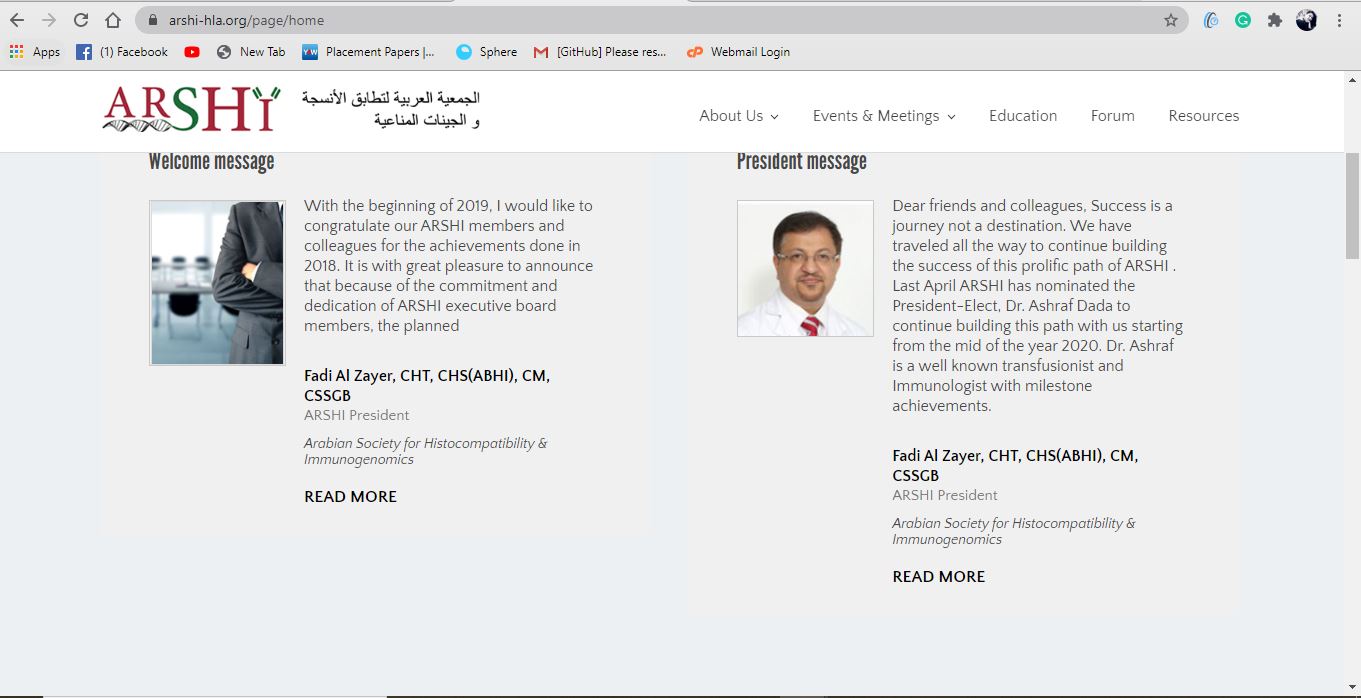 arshi-hla.org/page/home
Apps
(1) Facebook
New Tab
Placement Papers |...
Sphere
[GitHub] Please res...
Webmail Login
ARSHI
الجمعية العربية لتطابق الأنسجة
و الجينات المناعية
About Us
Events & Meetings
Education
Forum
Resources
Welcome message
With the beginning of 2019, I would like to
congratulate our ARSHI members and
colleagues for the achievements done in
2018. It is with great pleasure to announce
that because of the commitment and
dedication of ARSHI executive board
members, the planned
Fadi Al Zayer, CHT, CHS(ABHI), CM,
CSSGB
ARSHI President
Arabian Society for Histocompatibility &
Immunogenomics
READ MORE
President message
Dear friends and colleagues, Success is a
journey not a destination. We have
traveled all the way to continue building
the success of this prolific path of ARSHI .
Last April ARSHI has nominated the
President-Elect, Dr. Ashraf Dada to
continue building this path with us starting
from the mid of the year 2020. Dr. Ashraf
is a well known transfusionist and
Immunologist with milestone
achievements.
Fadi Al Zayer, CHT, CHS(ABHI), CM,
CSSGB
ARSHI President
Arabian Society for Histocompatibility &
Immunogenomics
READ MORE